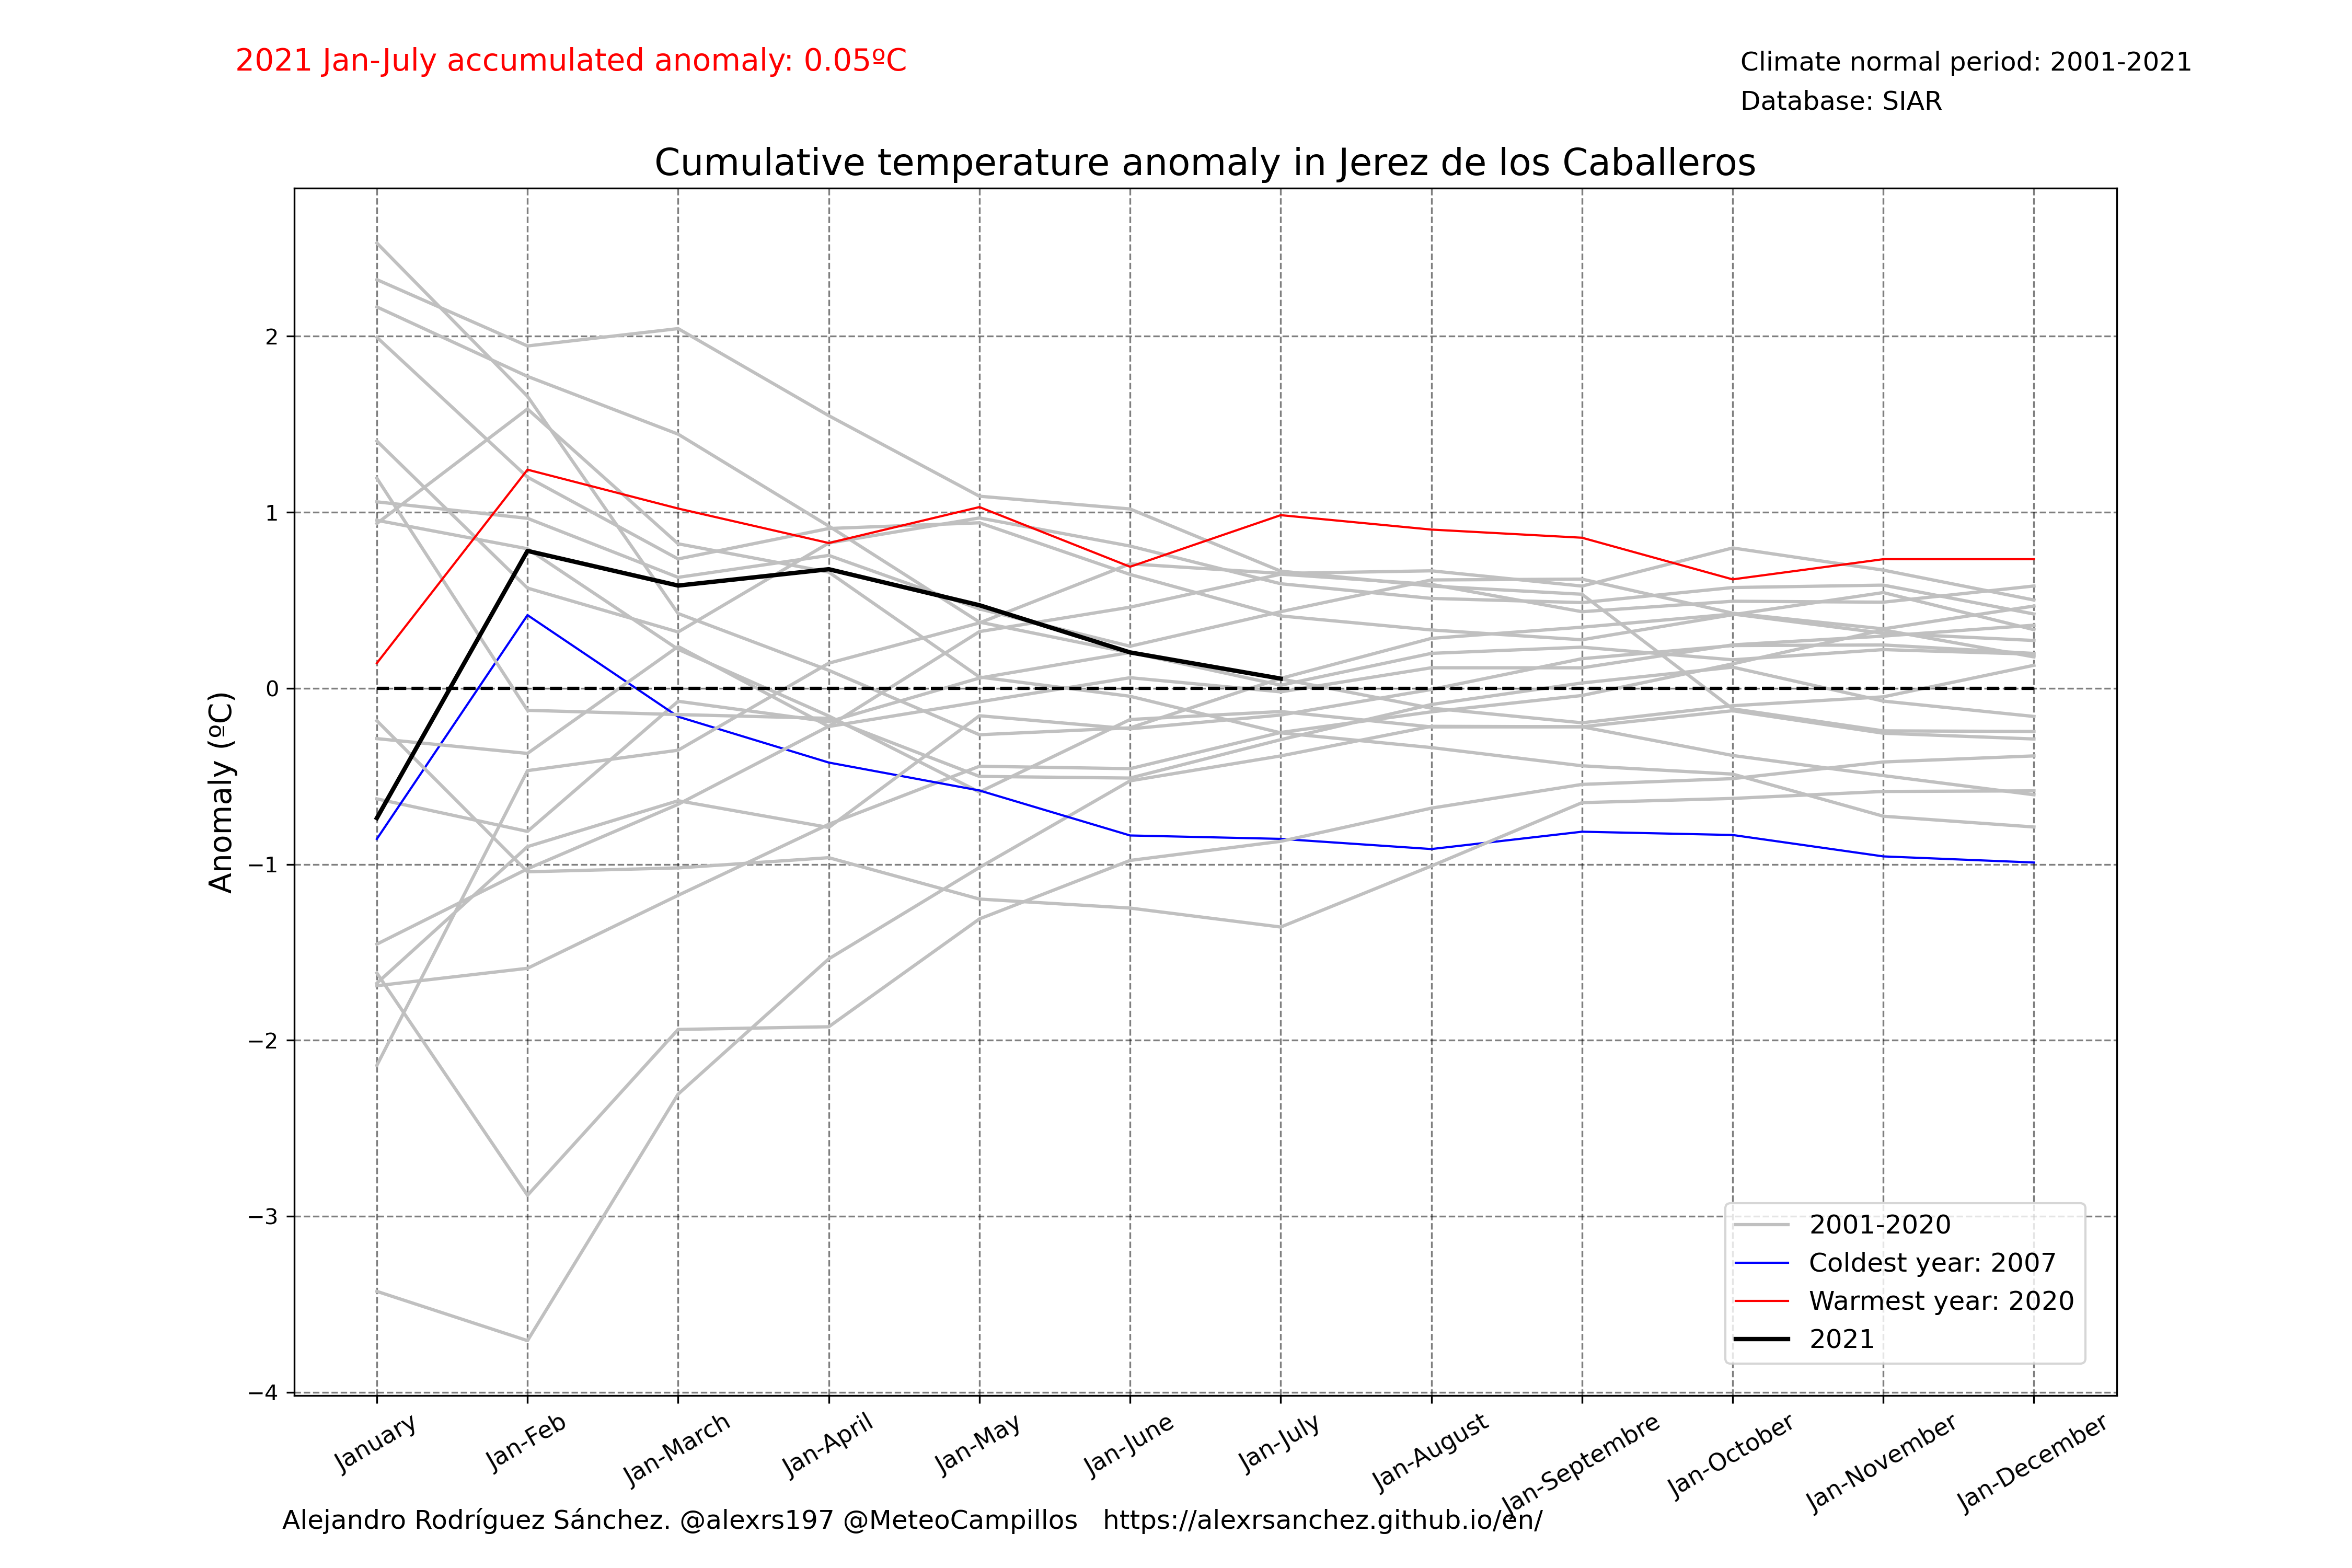 2021 Jan-July accumulated anomaly: 0.05ºC
Climate normal period: 2001-2021
Database: SIAR
Cumulative temperature anomaly in Jerez de los Caballeros
Anomaly (ºC)
2
1
0
−1
−2
−3
−4
2001-2020
Coldest year: 2007
Warmest year: 2020
2021
January
Jan-Feb
Jan-March
Jan-April
Jan-May
Jan-June
Jan-July
Jan-August
Jan-Septembre
Jan-October
Jan-November
Jan-December
Alejandro Rodríguez Sánchez. @alexrs197 @MeteoCampillos   https://alexrsanchez.github.io/en/